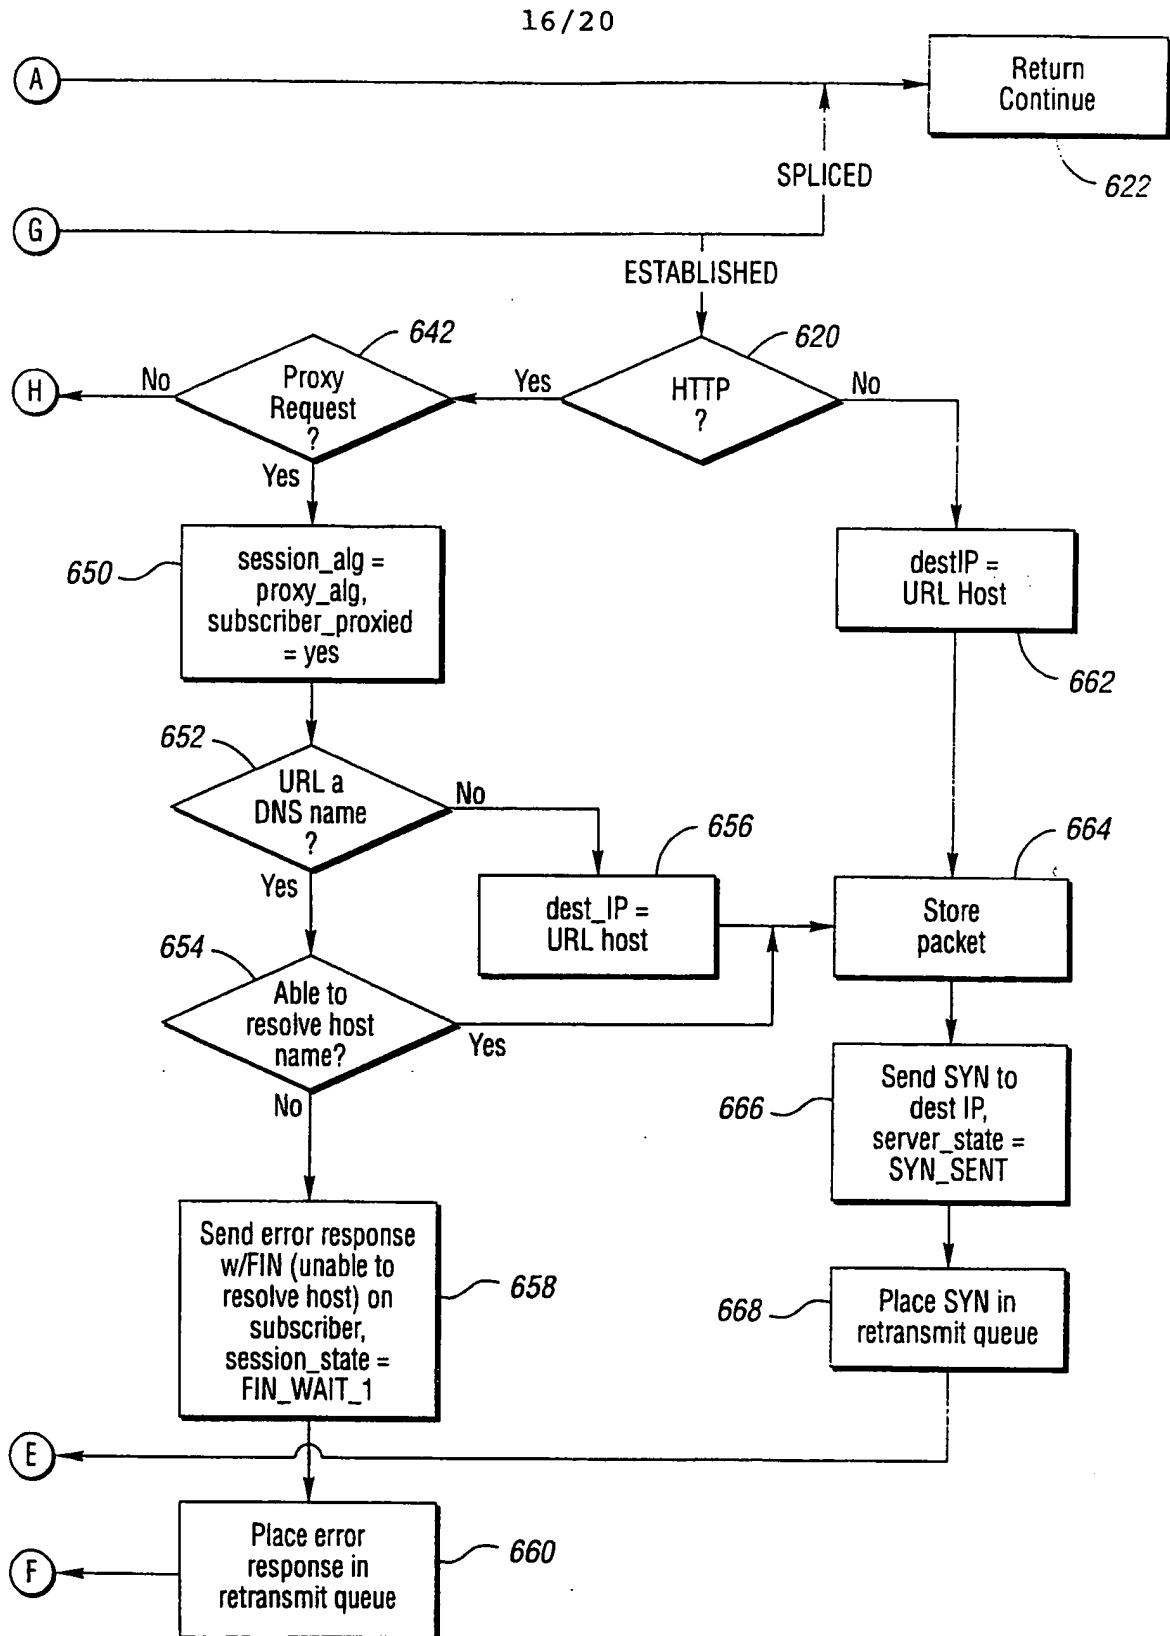 16/20
A
Return
Continue
622
SPLICED
G
ESTABLISHED
642
620
H
No
Proxy
Request
?
Yes
HTTP
?
No
Yes
650
session_alg =
proxy_alg,
subscriber_proxied
= yes
destIP =
URL Host
662
652
URL a
DNS name
?
No
656
664
Yes
dest_IP =
URL host
Store
packet
654
Able to
resolve host
name?
Yes
No
666
Send SYN to
dest IP,
server_state =
SYN_SENT
Send error response
w/FIN (unable to
resolve host) on
subscriber,
session_state =
FIN_WAIT_1
658
668
Place SYN in
retransmit queue
E
Place error
response in
retransmit queue
660
F